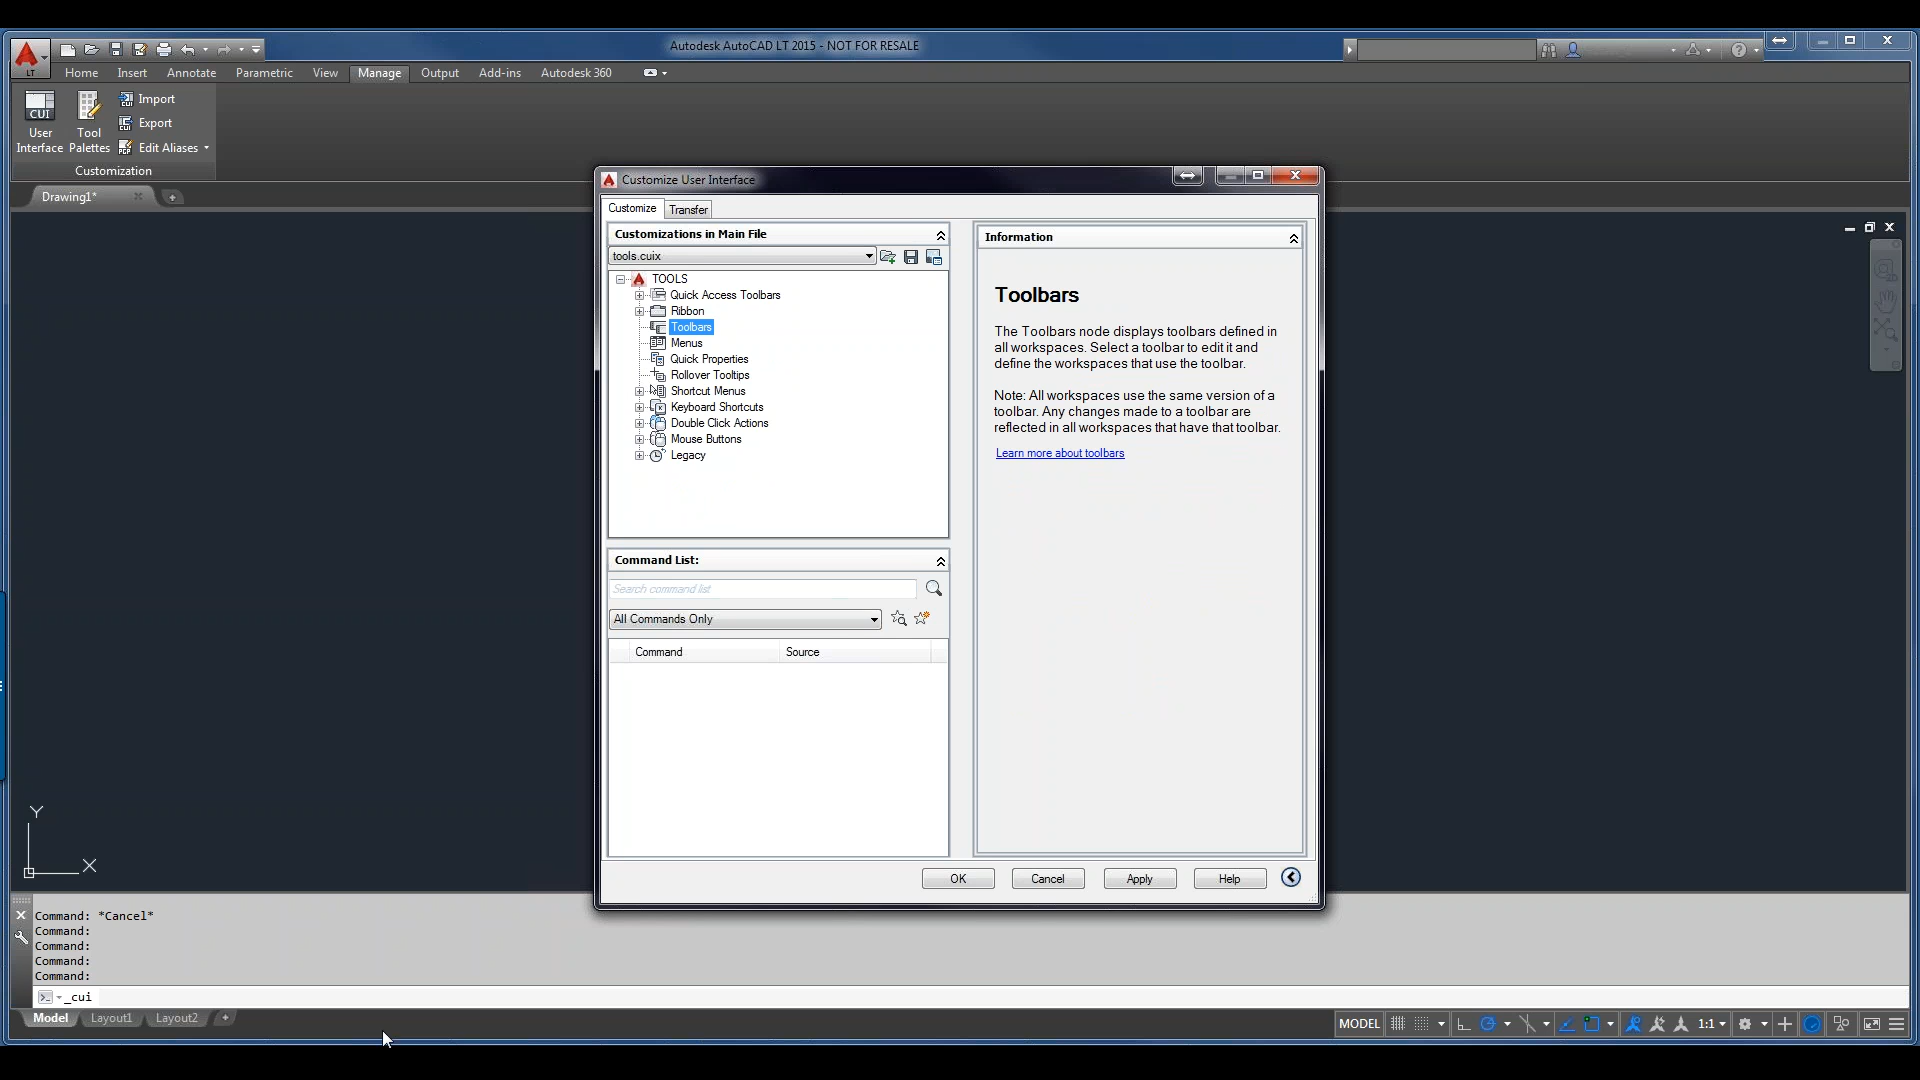 Autodesk AutoCAD LT 2015 - NOT FOR RESALE
LT
Home Insert Annotate Parametric View Manage Output Add-ins Autodesk 360
CUI
User Interface
Tool Palettes
Import
Export
Edit Aliases
Customization
Drawing1*
Customize User Interface
Customize Transfer
Customizations in Main File
tools.cuix
TOOLS
Quick Access Toolbars
Ribbon
Toolbars
Menus
Quick Properties
Rollover Tooltips
Shortcut Menus
Keyboard Shortcuts
Double Click Actions
Mouse Buttons
Legacy
Command List:
Search command list
All Commands Only
Command Source
Information
Toolbars
The Toolbars node displays toolbars defined in
all workspaces. Select a toolbar to edit it and
define the workspaces that use the toolbar.
Note: All workspaces use the same version of a
toolbar. Any changes made to a toolbar are
reflected in all workspaces that have that toolbar.
Learn more about toolbars
OK Cancel Apply Help
Y
X
Command: *Cancel*
Command:
Command:
Command:
Command:
_cui
Model Layout1 Layout2
MODEL 1:1